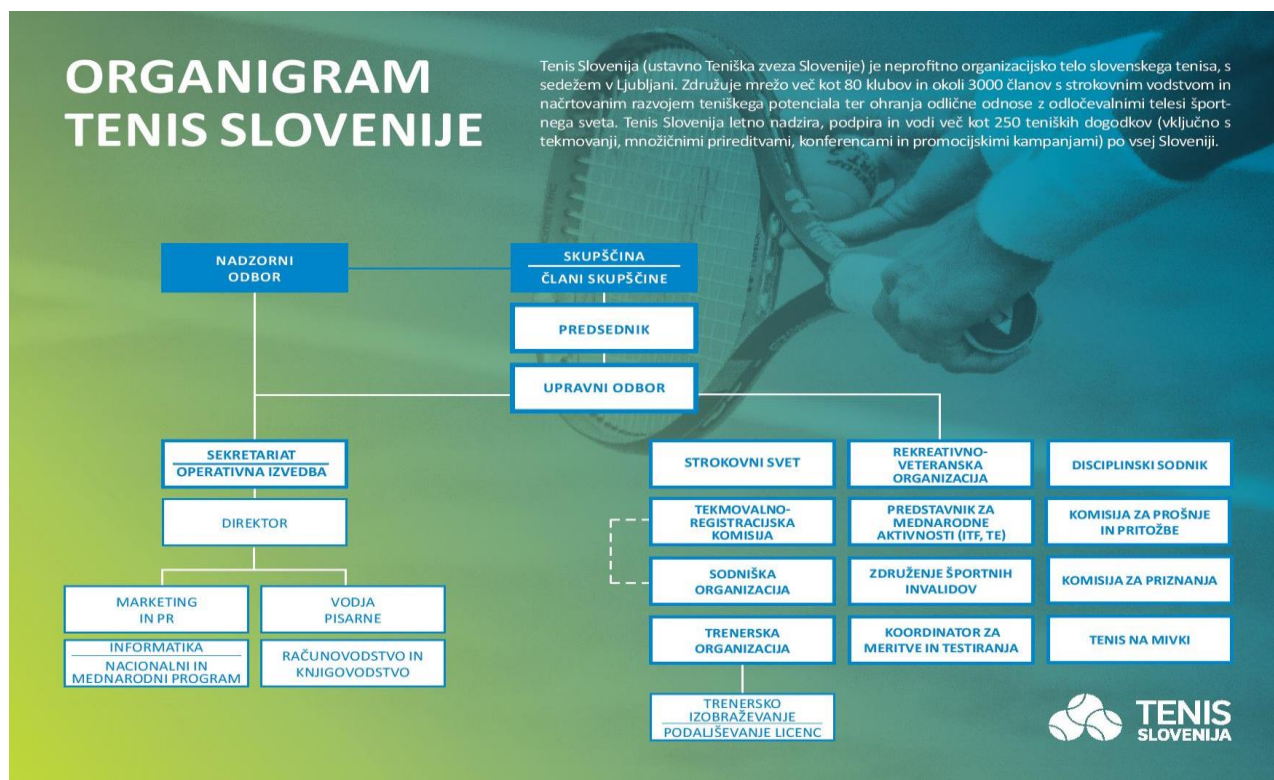 ORGANIGRAM
TENIS SLOVENIJE
Tenis Slovenija (ustavno Teniška zveza Slovenije) je neprofitno organizacijsko telo slovenskega tenisa, s
sedežem v Ljubljani. Združuje mrežo več kot 80 klubov in okoli 3000 članov s strokovnim vodstvom in
načrtovanim razvojem teniškega potenciala ter ohranja odlične odnose z odločevalnimi telesi šport-
nega sveta. Tenis Slovenija letno nadzira, podpira in vodi več kot 250 teniških dogodkov (vključno s
tekmovanji, množičnimi prireditvami, konferencami in promocijskimi kampanjami) po vsej Sloveniji.
NADZORNI
ODBOR
SKUPŠČINA
ČLANI SKUPŠČINE
PREDSEDNIK
UPRAVNI ODBOR
SEKRETARIAT
OPERATIVNA IZVEDBA
DIREKTOR
MARKETING
IN PR
VODJA
PISARNE
INFORMATIKA
NACIONALNI IN
MEDNARODNI PROGRAM
RAČUNOVODSTVO IN
KNJIGOVODSTVO
STROKOVNI SVET
REKREATIVNO-
VETERANSKA
ORGANIZACIJA
DISCIPLINSKI SODNIK
TEKMOVALNO-
REGISTRACIJSKA
KOMISIJA
PREDSTAVNIK ZA
MEDNARODNE
AKTIVNOSTI (ITF, TE)
KOMISIJA ZA PROŠNJE
IN PRITOŽBE
SODNIŠKA
ORGANIZACIJA
ZDRUŽENJE ŠPORTNIH
INVALIDOV
KOMISIJA ZA PRIZNANJA
TRENERSKA
ORGANIZACIJA
KOORDINATOR ZA
MERITVE IN TESTIRANJA
TENIS NA MIVKI
TRENERSKO
IZOBRAŽEVANJE
PODALJŠEVANJE LICENC
TENIS
SLOVENIJA